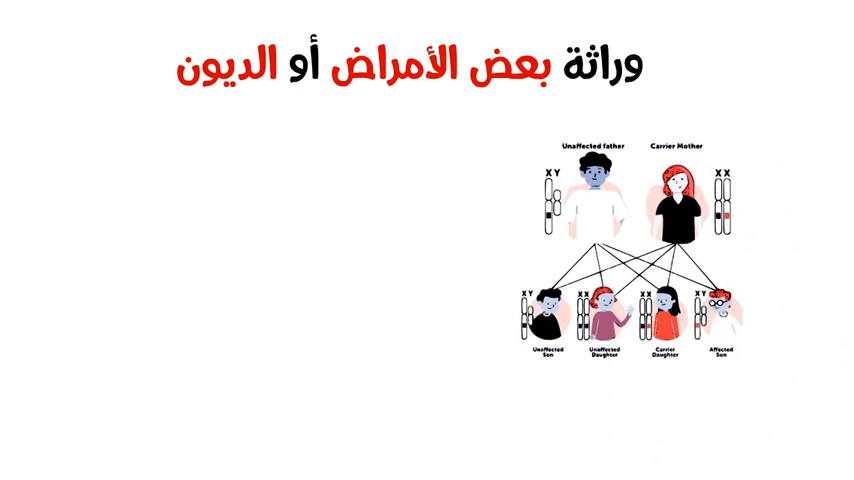 وراثة بعض الأمراض أو الديون
Unaffected father
Carrier Mother
X Y
X X
X Y
X X
X X
X Y
Unaffected
Son
Unaffected
Daughter
Carrier
Daughter
Affected
Son